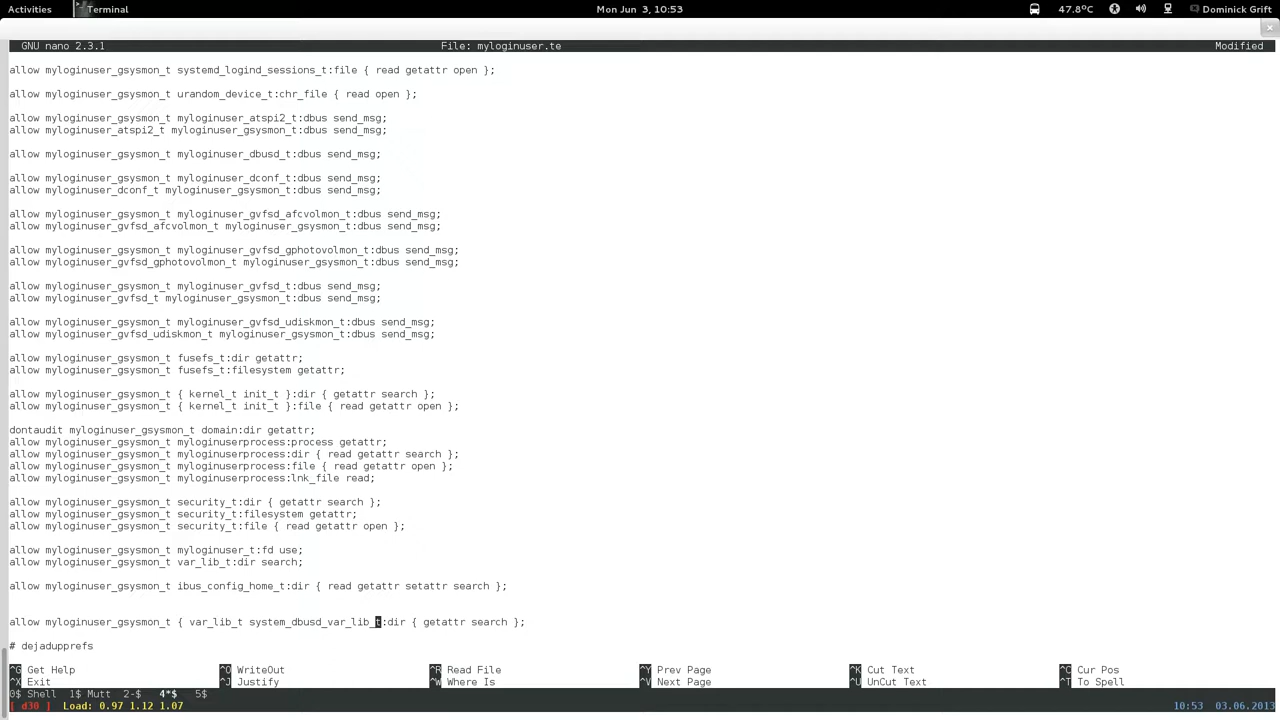 Activities Terminal Mon Jun 3, 10:53 47.8°C Dominick Grift
GNU nano 2.3.1 File: myloginuser.te Modified
allow myloginuser_gsysmon_t systemd_logind_sessions_t:file { read getattr open };
allow myloginuser_gsysmon_t urandom_device_t:chr_file { read open };
allow myloginuser_gsysmon_t myloginuser_atspi2_t:dbus send_msg;
allow myloginuser_atspi2_t myloginuser_gsysmon_t:dbus send_msg;
allow myloginuser_gsysmon_t myloginuser_dbusd_t:dbus send_msg;
allow myloginuser_gsysmon_t myloginuser_dconf_t:dbus send_msg;
allow myloginuser_dconf_t myloginuser_gsysmon_t:dbus send_msg;
allow myloginuser_gsysmon_t myloginuser_gvfsd_afcvolmon_t:dbus send_msg;
allow myloginuser_gvfsd_afcvolmon_t myloginuser_gsysmon_t:dbus send_msg;
allow myloginuser_gsysmon_t myloginuser_gvfsd_gphotovolmon_t:dbus send_msg;
allow myloginuser_gvfsd_gphotovolmon_t myloginuser_gsysmon_t:dbus send_msg;
allow myloginuser_gsysmon_t myloginuser_gvfsd_t:dbus send_msg;
allow myloginuser_gvfsd_t myloginuser_gsysmon_t:dbus send_msg;
allow myloginuser_gsysmon_t myloginuser_gvfsd_udiskmon_t:dbus send_msg;
allow myloginuser_gvfsd_udiskmon_t myloginuser_gsysmon_t:dbus send_msg;
allow myloginuser_gsysmon_t fusefs_t:dir getattr;
allow myloginuser_gsysmon_t fusefs_t:filesystem getattr;
allow myloginuser_gsysmon_t { kernel_t init_t }:dir { getattr search };
allow myloginuser_gsysmon_t { kernel_t init_t }:file { read getattr open };
dontaudit myloginuser_gsysmon_t domain:dir getattr;
allow myloginuser_gsysmon_t myloginuserprocess:process getattr;
allow myloginuser_gsysmon_t myloginuserprocess:dir { read getattr search };
allow myloginuser_gsysmon_t myloginuserprocess:file { read getattr open };
allow myloginuser_gsysmon_t myloginuserprocess:lnk_file read;
allow myloginuser_gsysmon_t security_t:dir { getattr search };
allow myloginuser_gsysmon_t security_t:filesystem getattr;
allow myloginuser_gsysmon_t security_t:file { read getattr open };
allow myloginuser_gsysmon_t myloginuser_t:fd use;
allow myloginuser_gsysmon_t var_lib_t:dir search;
allow myloginuser_gsysmon_t ibus_config_home_t:dir { read getattr setattr search };
allow myloginuser_gsysmon_t { var_lib_t system_dbusd_var_lib_t:dir { getattr search };
# dejadupprefs
^G Get Help ^O WriteOut ^R Read File ^Y Prev Page ^K Cut Text ^C Cur Pos
^X Exit ^J Justify ^W Where Is ^V Next Page ^U UnCut Text ^T To Spell
0$ Shell 1$ Mutt 2-$ 4*$ 5$
[ d30 ] Load: 0.97 1.12 1.07 10:53 03.06.2013